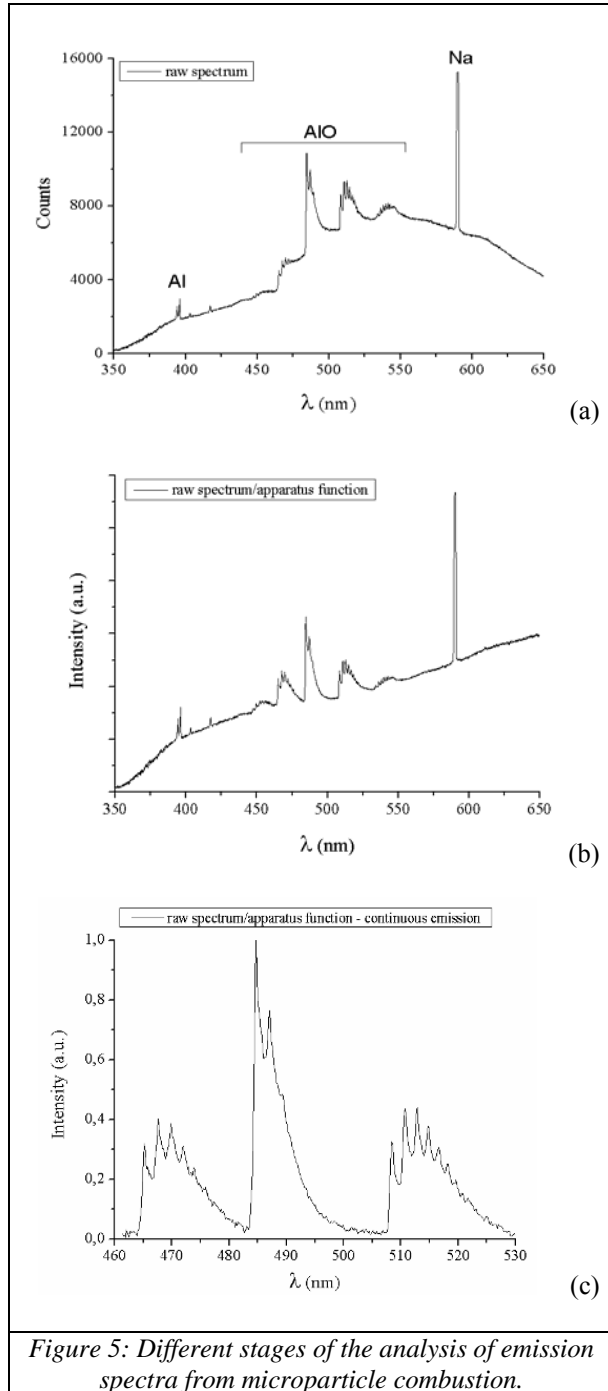 raw spectrum
Na
AlO
Al
16000
12000
8000
4000
0
Counts
350 400 450 500 550 600 650
λ (nm)
(a)
raw spectrum/apparatus function
Intensity (a.u.)
350 400 450 500 550 600 650
λ (nm)
(b)
raw spectrum/apparatus function - continuous emission
1,0
0,8
0,6
0,4
0,2
0,0
Intensity (a.u.)
460 470 480 490 500 510 520 530
λ (nm)
(c)
Figure 5: Different stages of the analysis of emission
spectra from microparticle combustion.